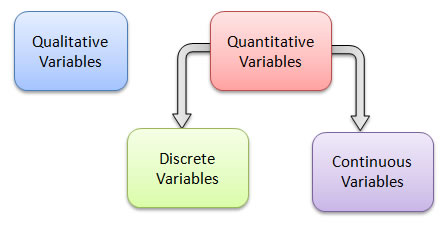 Qualitative
Variables
Quantitative
Variables
Discrete
Variables
Continuous
Variables